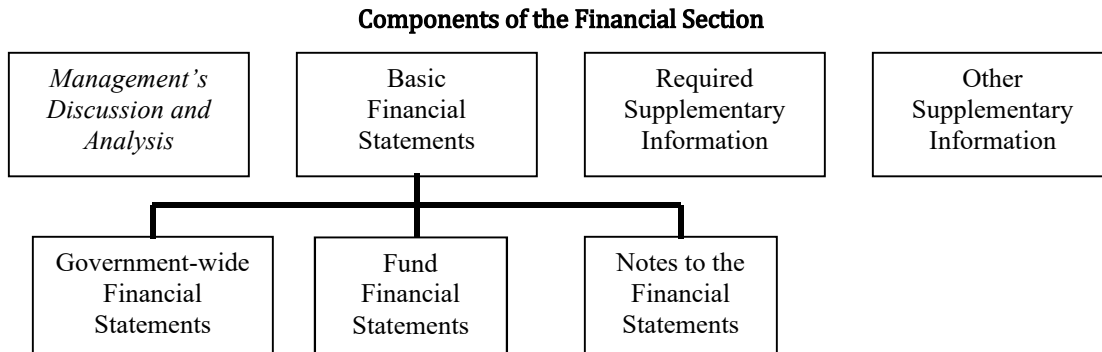 Components of the Financial Section
Management’s
Discussion and
Analysis
Basic
Financial
Statements
Required
Supplementary
Information
Other
Supplementary
Information
Government-wide
Financial
Statements
Fund
Financial
Statements
Notes to the
Financial
Statements